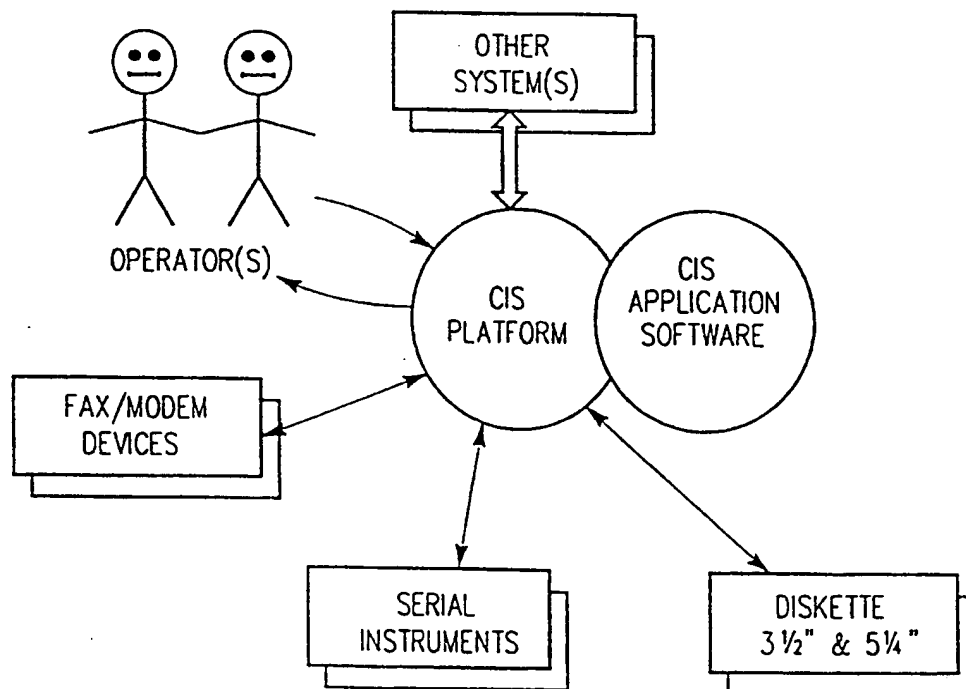 OTHER
SYSTEM(S)
OPERATOR(S)
CIS
PLATFORM
CIS
APPLICATION
SOFTWARE
FAX/MODEM
DEVICES
SERIAL
INSTRUMENTS
DISKETTE
3½" & 5¼"